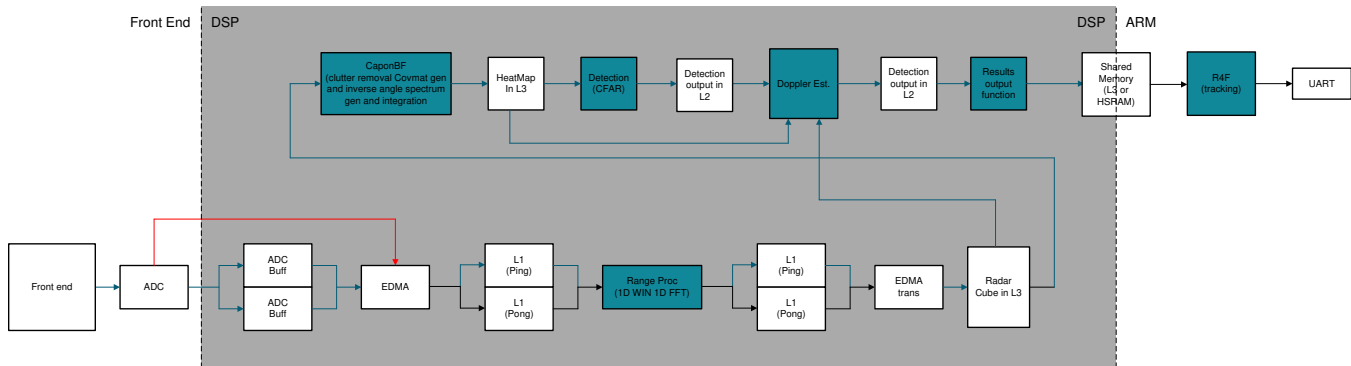 Front End
DSP
DSP
ARM
CaponBF
(clutter removal Covmat gen
and inverse angle spectrum
gen and integration)
HeatMap
In L3
Detection
(CFAR)
Detection
output in
L2
Doppler Est.
Detection
output in
L2
Results
output
function
Shared
Memory
(L3 or
HSRAM)
R4F
(tracking)
UART
Front end
ADC
ADC
Buff
ADC
Buff
EDMA
L1
(Ping)
L1
(Pong)
Range Proc
(1D WIN 1D FFT)
L1
(Ping)
L1
(Pong)
EDMA
trans
Radar
Cube in L3